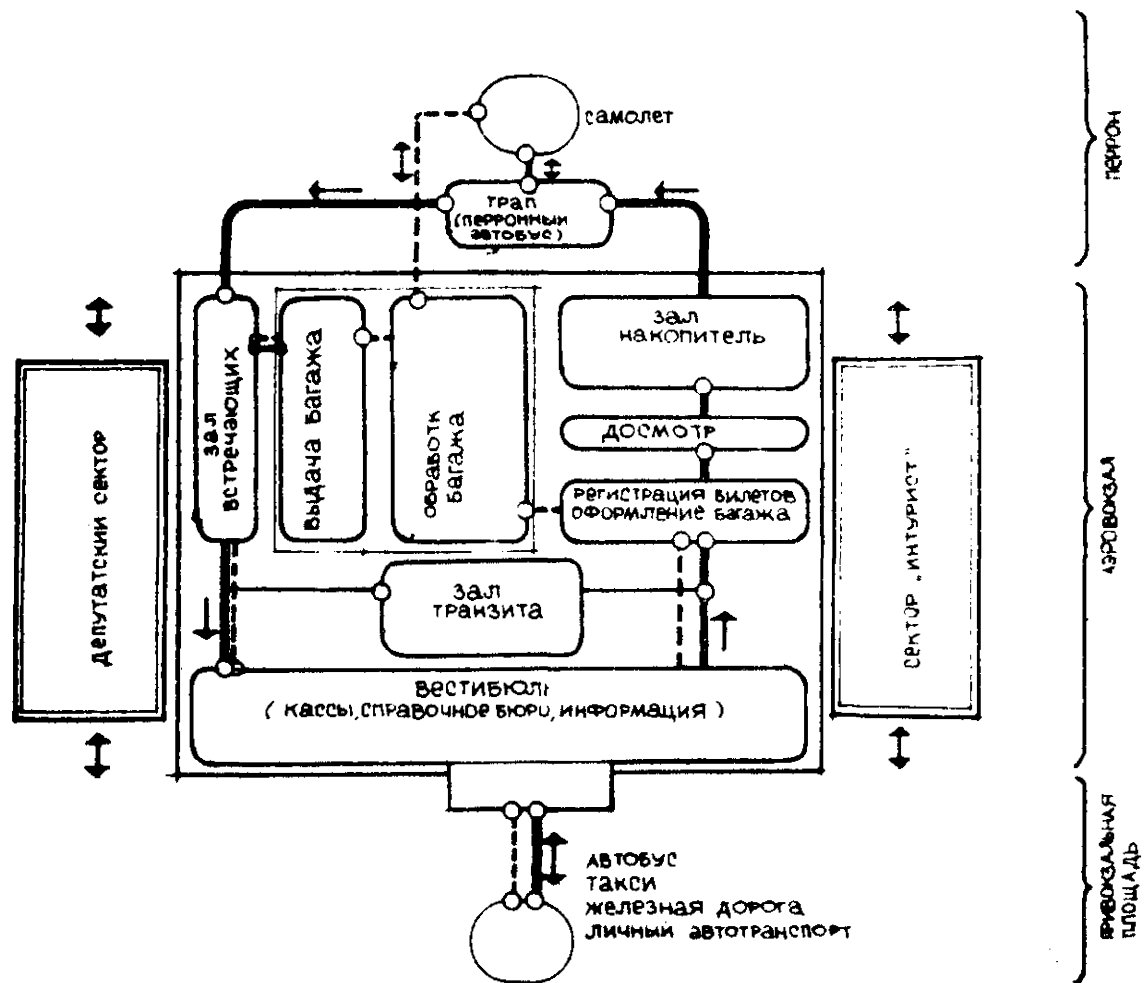 самолет
ТРАП
(ПЕРРОННЫЙ
автобус)
ПЕРРОН
зал
накопитель
ДОСМОТР
РЕГИСТРАЦИЯ БИЛЕТОВ
ОФОРМЛЕНИЕ багажа
зал
встречающих
выдача багажа
обработк
багажа
зал
транзита
ВЕСТИБЮЛЬ
( КАССЫ, СПРАВОЧНОЕ БЮРО, ИНФОРМАЦИЯ )
депутатский сектор
сектор „интурист"
АЭРОВОКЗАЛ
АВТОБУС
такси
железная дорога
личный автотранспорт
ПРИВОКЗАЛЬНАЯ
ПЛОЩАДЬ